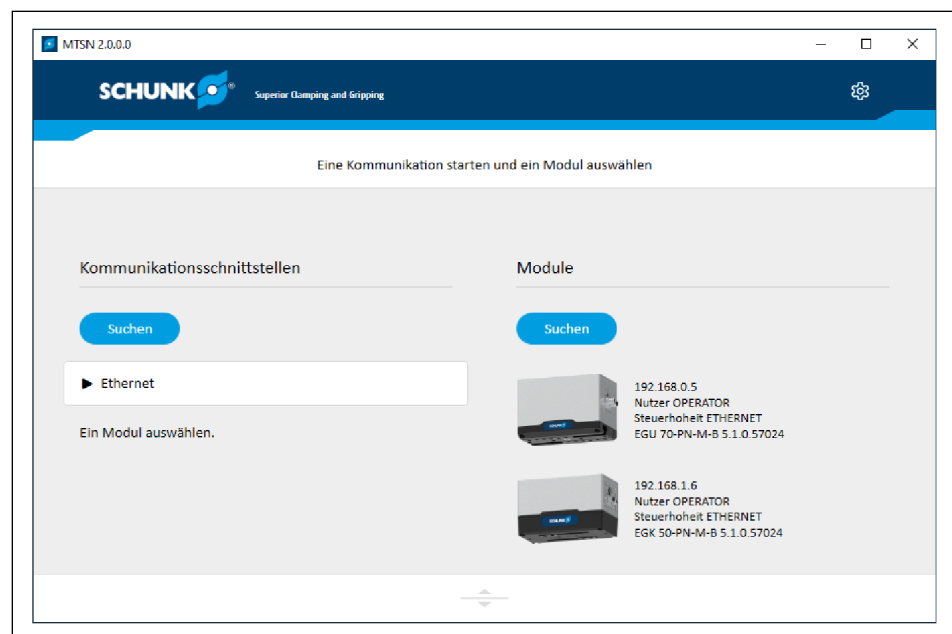 MTSN 2.0.0.0
SCHUNK ® Superior Clamping and Gripping
Eine Kommunikation starten und ein Modul auswählen
Kommunikationsschnittstellen
Suchen
Ethernet
Ein Modul auswählen.
Module
Suchen
SCHUNK
192.168.0.5
Nutzer OPERATOR
Steuerhoheit ETHERNET
EGU 70-PN-M-B 5.1.0.57024
SCHUNK
192.168.1.6
Nutzer OPERATOR
Steuerhoheit ETHERNET
EGK 50-PN-M-B 5.1.0.57024